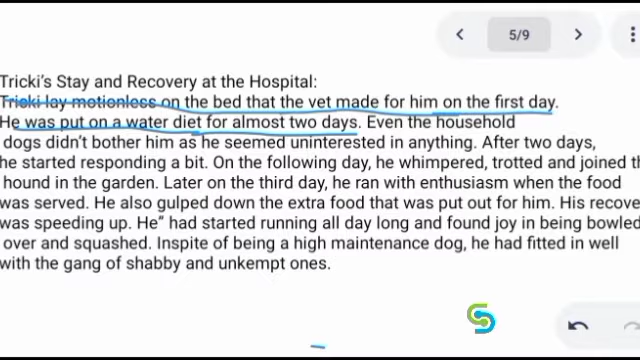 5/9
Tricki's Stay and Recovery at the Hospital:
Tricki lay motionless on the bed that the vet made for him on the first day.
He was put on a water diet for almost two days. Even the household
dogs didn't bother him as he seemed uninterested in anything. After two days,
he started responding a bit. On the following day, he whimpered, trotted and joined th
hound in the garden. Later on the third day, he ran with enthusiasm when the food
was served. He also gulped down the extra food that was put out for him. His recove
was speeding up. He" had started running all day long and found joy in being bowled
over and squashed. Inspite of being a high maintenance dog, he had fitted in well
with the gang of shabby and unkempt ones.